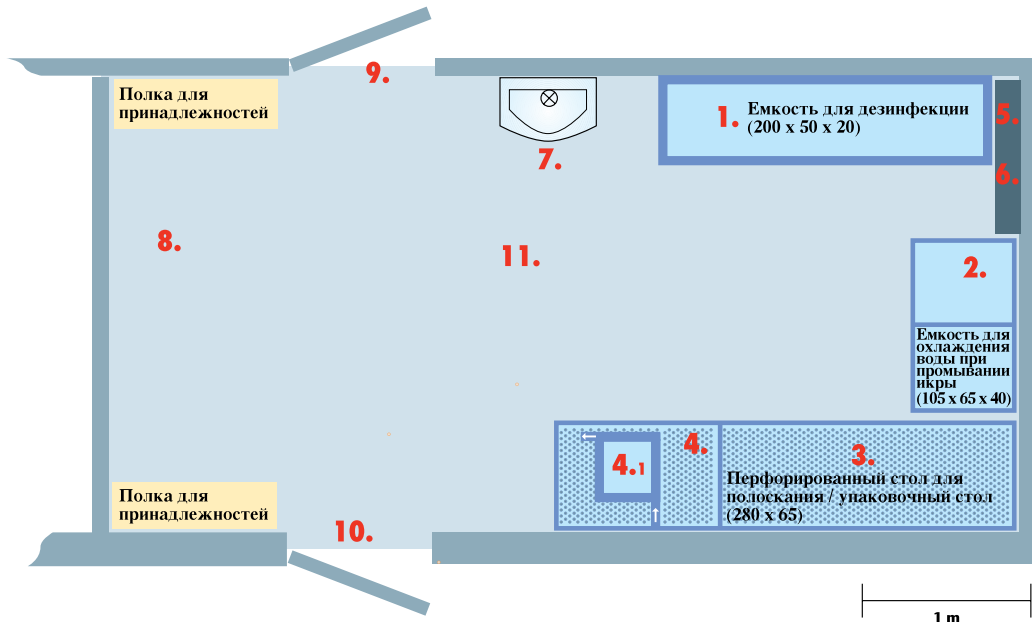 9.
Полка для
принадлежностей
1. Емкость для дезинфекции
(200 x 50 x 20)
5.
7.
6.
8.
11.
2.
Емкость для
охлаждения
воды при
промывании
икры
(105 x 65 x 40)
4.
4.1
3.
Перфорированный стол для
полоскания / упаковочный стол
(280 x 65)
Полка для
принадлежностей
10.
1 m